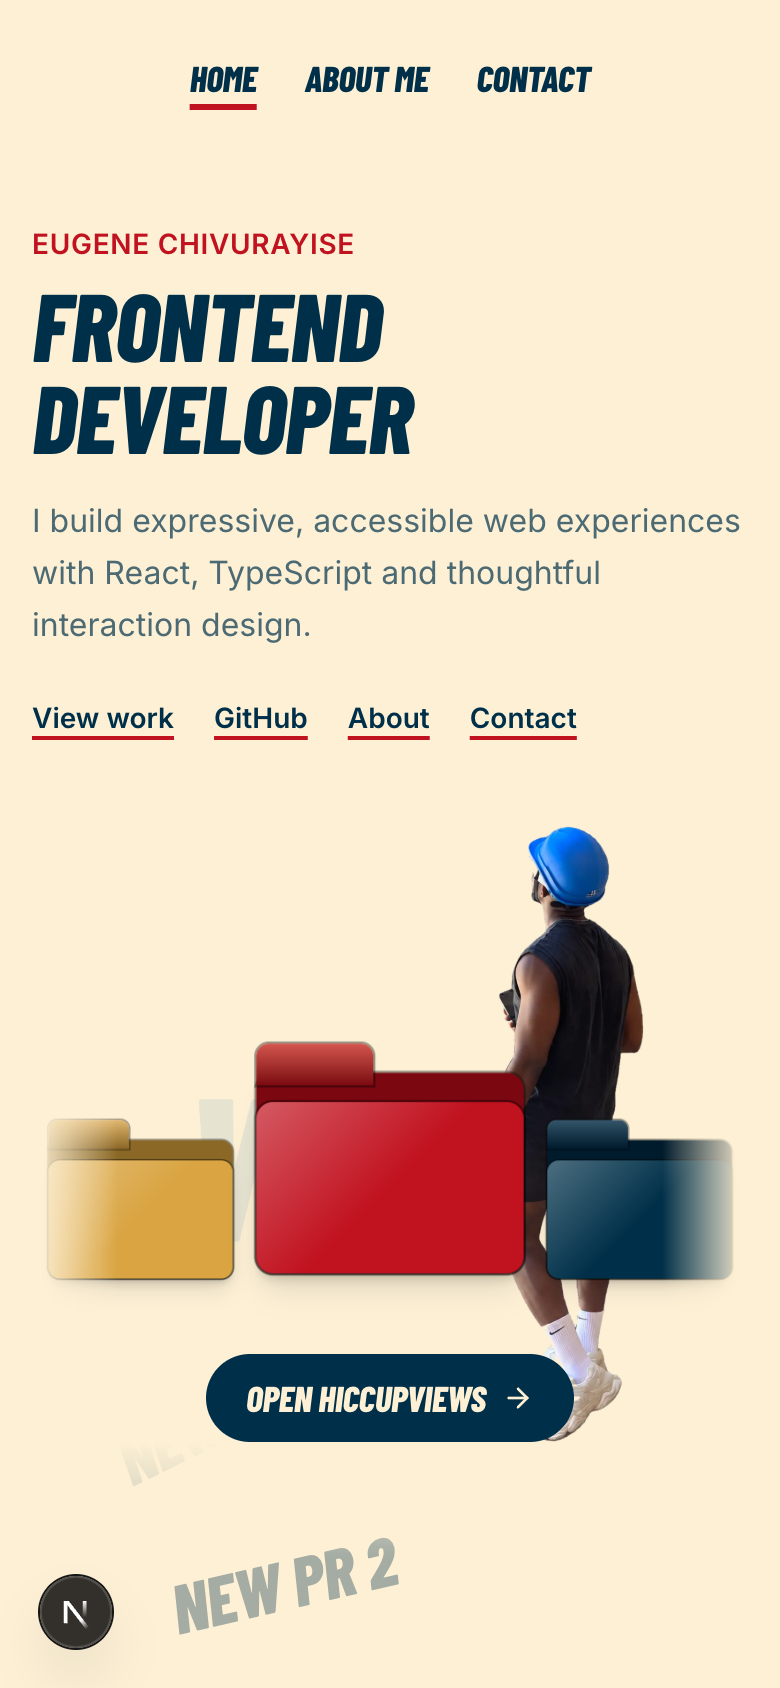 HOME ABOUT ME CONTACT
EUGENE CHIVURAYISE
FRONTEND
DEVELOPER
I build expressive, accessible web experiences
with React, TypeScript and thoughtful
interaction design.
View work GitHub About Contact
OPEN HICCUPVIEWS →
NEW PR 2
N